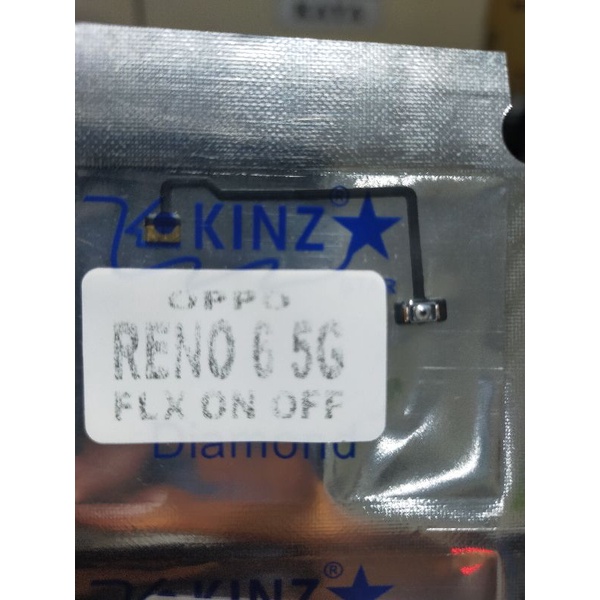 KINZ®
OPPO
RENO 6 5G
FLX ON OFF
Diamond
KINZ®